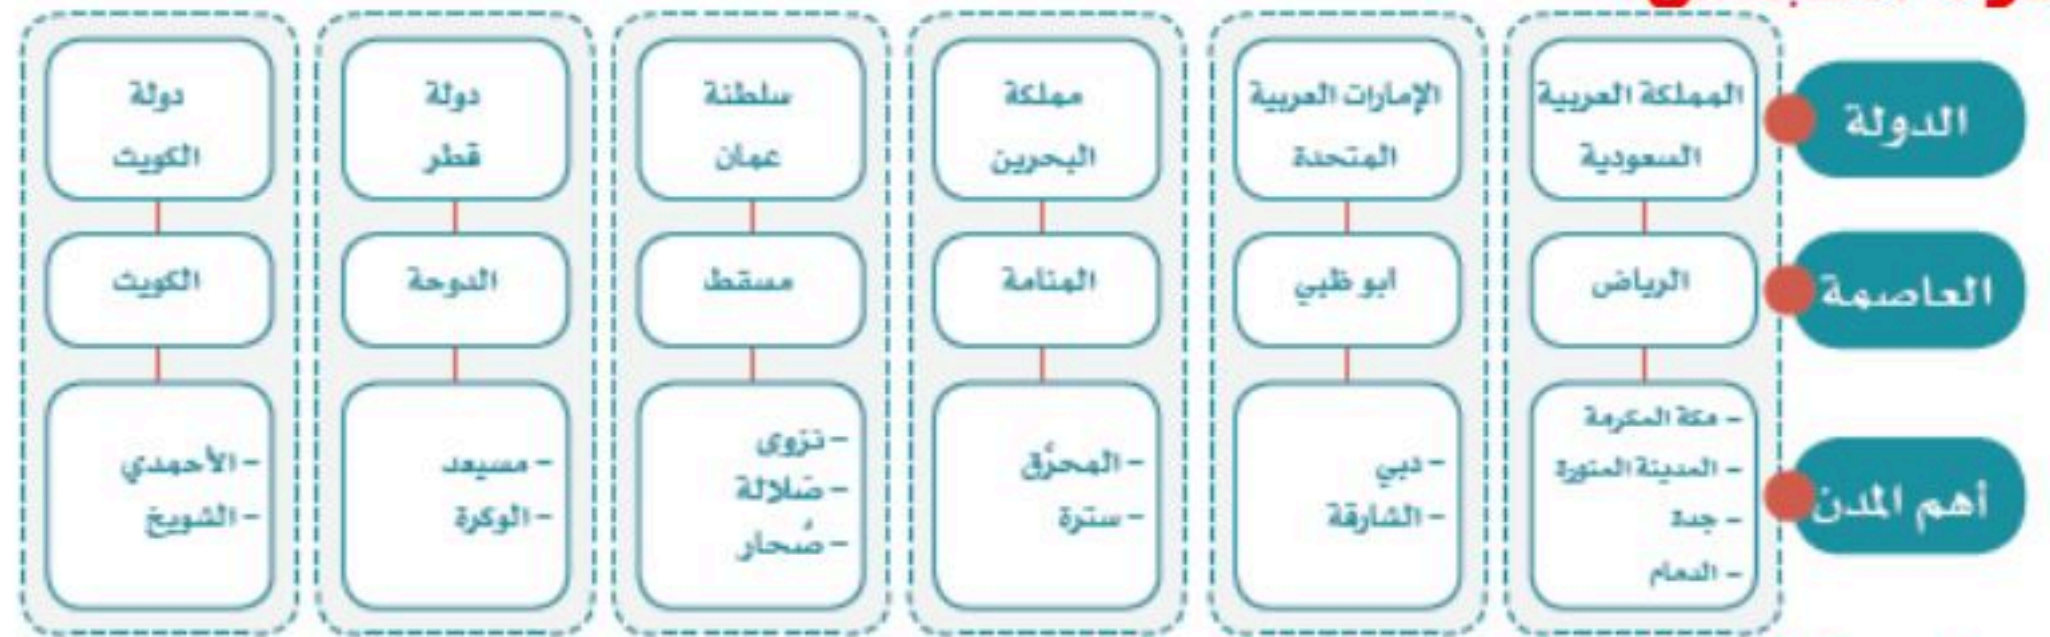 الدولة
المملكة العربية
السعودية
الإمارات العربية
المتحدة
مملكة
البحرين
سلطنة
عمان
دولة
قطر
دولة
الكويت
العاصمة
الرياض
أبو ظبي
المنامة
مسقط
الدوحة
الكويت
أهم المدن
– مكة المكرمة
– المدينة المنورة
– جدة
– الدمام
– دبي
– الشارقة
– المحرَّق
– سترة
– نزوى
– صَلالة
– صُحار
– مسيعد
– الوكرة
– الأحمدي
– الشويخ